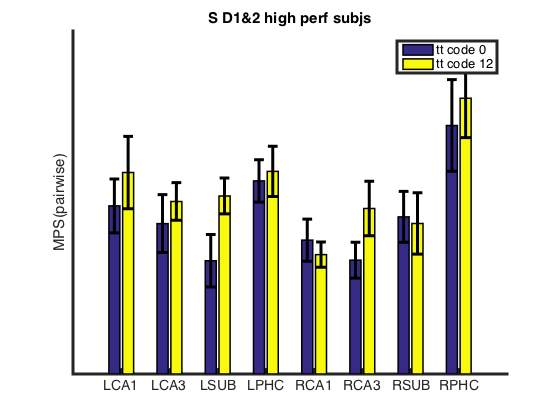 S D1&2 high perf subjs
tt code 0
tt code 12
MPS(pairwise)
LCA1 LCA3 LSUB LPHC RCA1 RCA3 RSUB RPHC